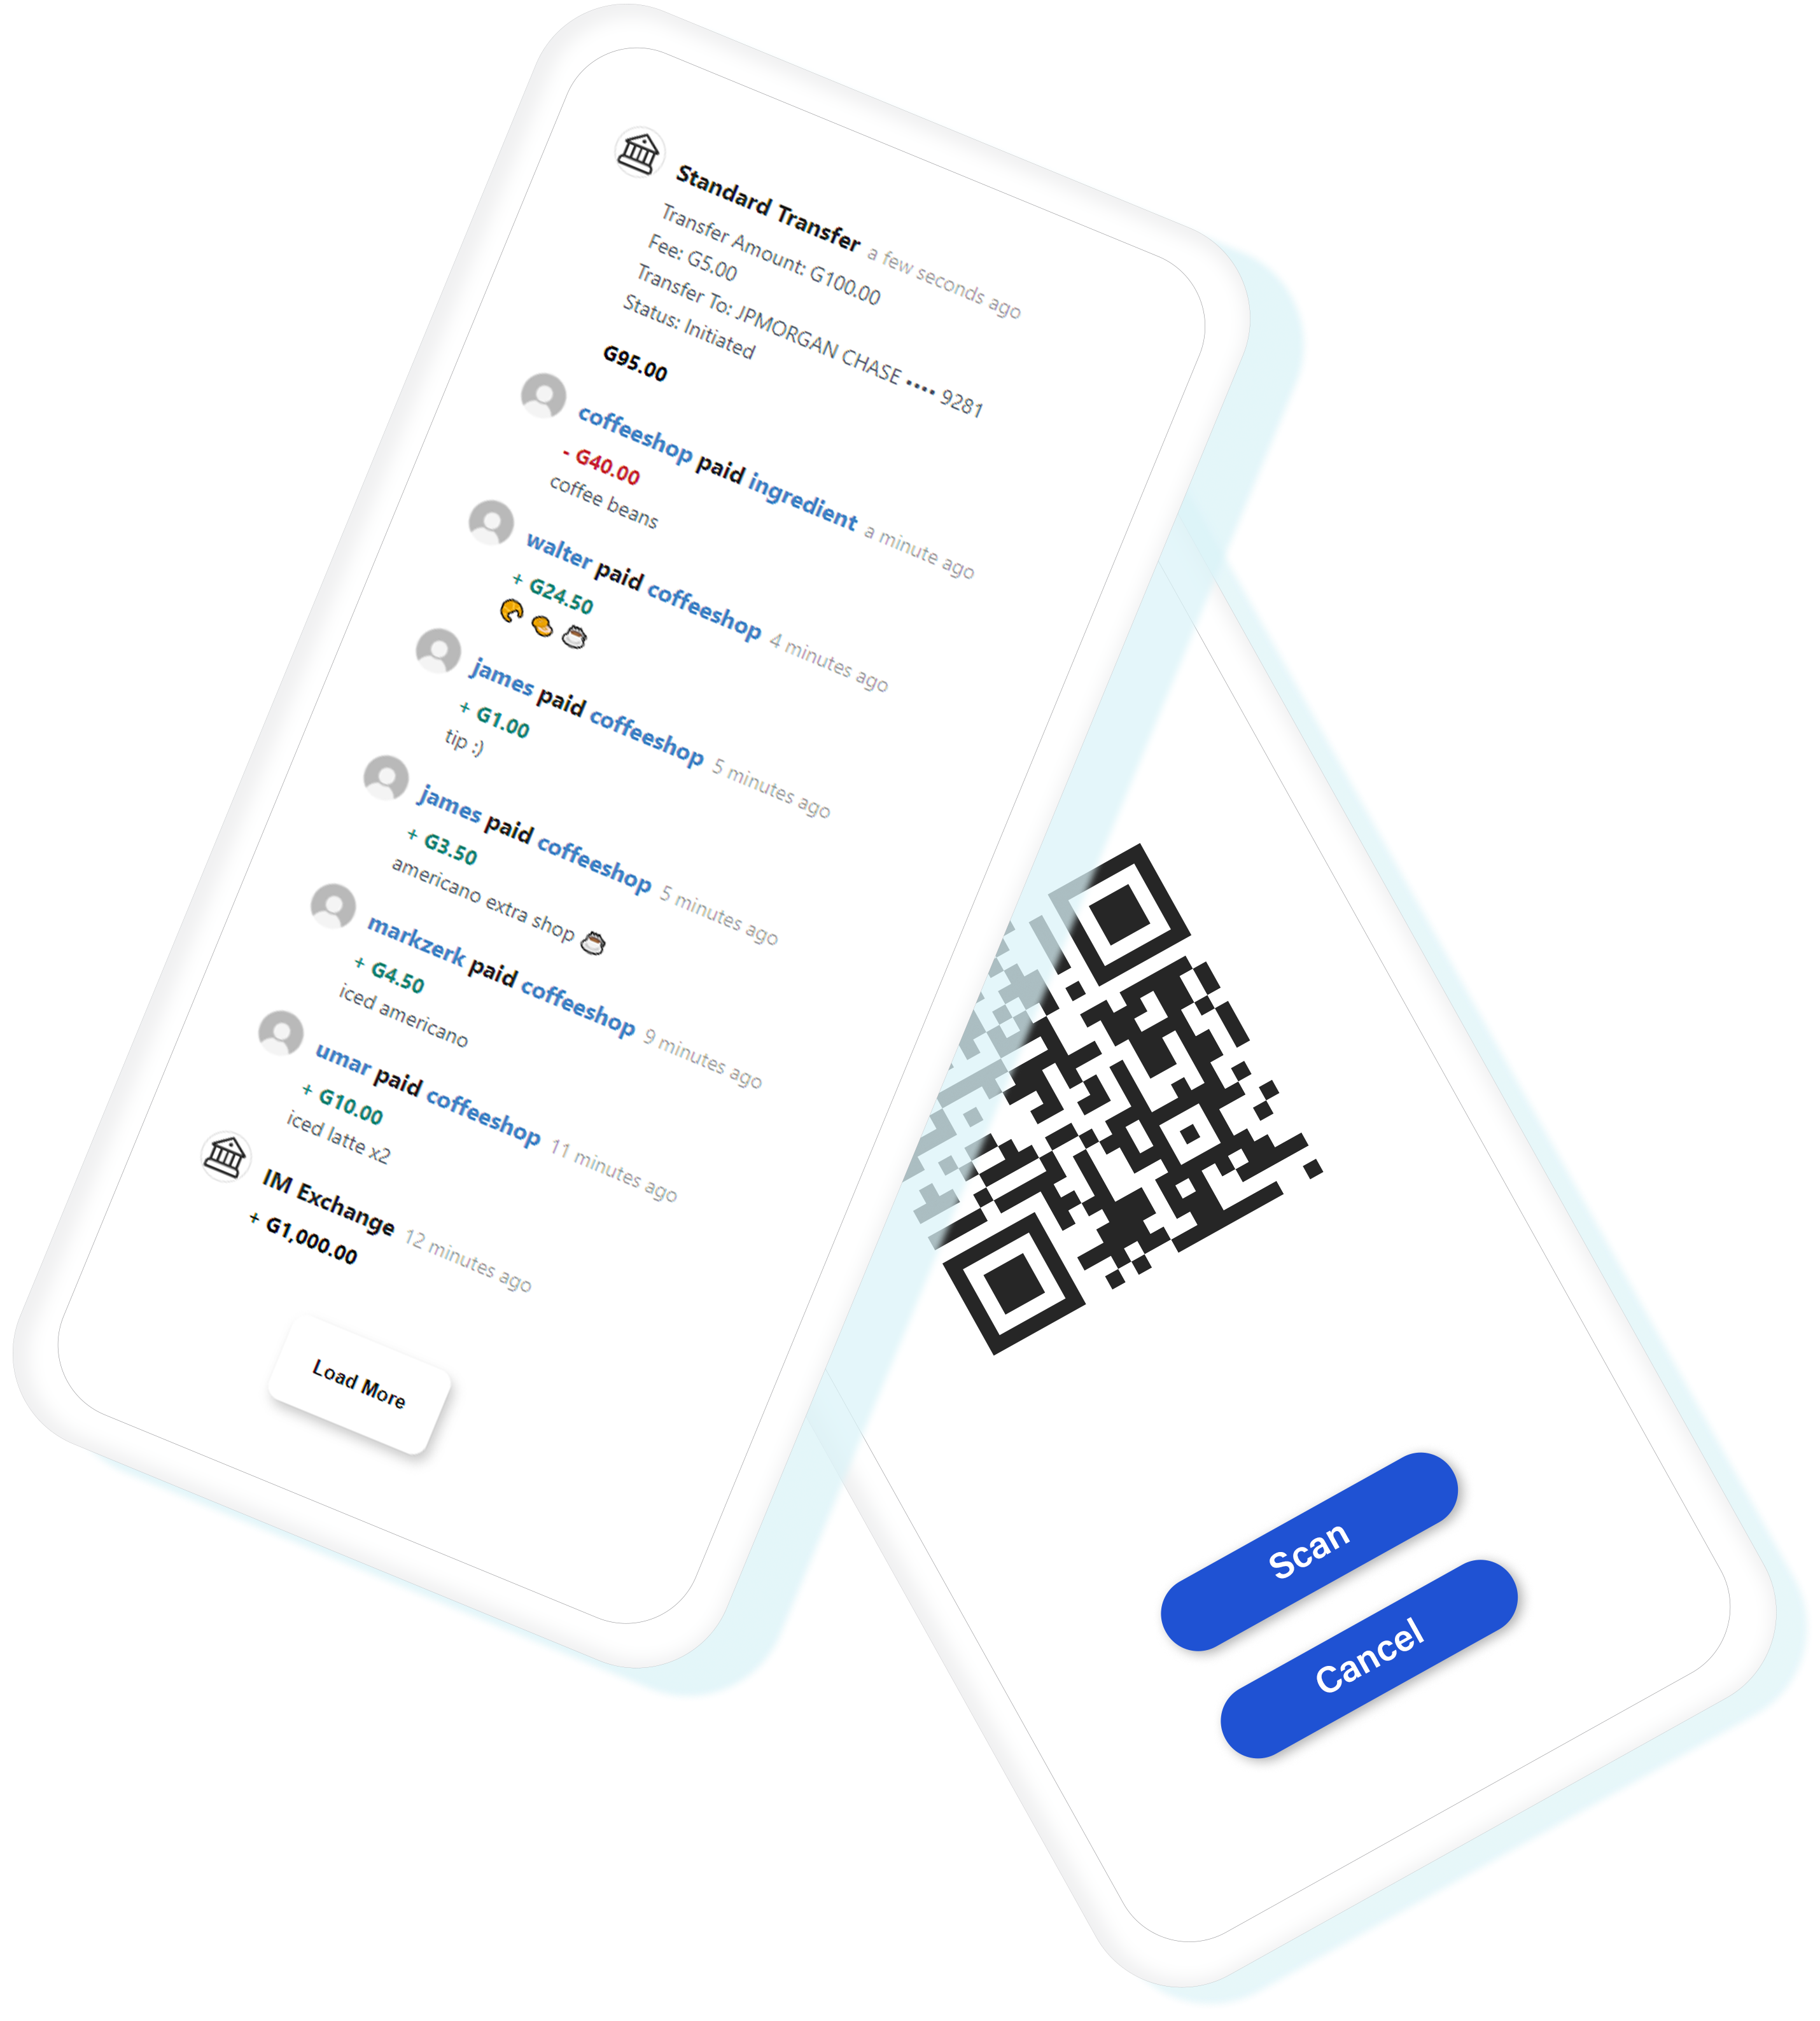 Standard Transfer a few seconds ago
Transfer Amount: G100.00
Fee: G5.00
Transfer To: JPMORGAN CHASE •••• 9281
Status: Initiated
G95.00
coffeeshop paid ingredient a minute ago
- G40.00
coffee beans
walter paid coffeeshop 4 minutes ago
+ G24.50
🥐 🥯 ☕
james paid coffeeshop 5 minutes ago
+ G1.00
tip :)
james paid coffeeshop 5 minutes ago
+ G3.50
americano extra shop ☕
markzerk paid coffeeshop 9 minutes ago
+ G4.50
iced americano
umar paid coffeeshop 11 minutes ago
+ G10.00
iced latte x2
IM Exchange 12 minutes ago
+ G1,000.00
Load More
Scan
Cancel